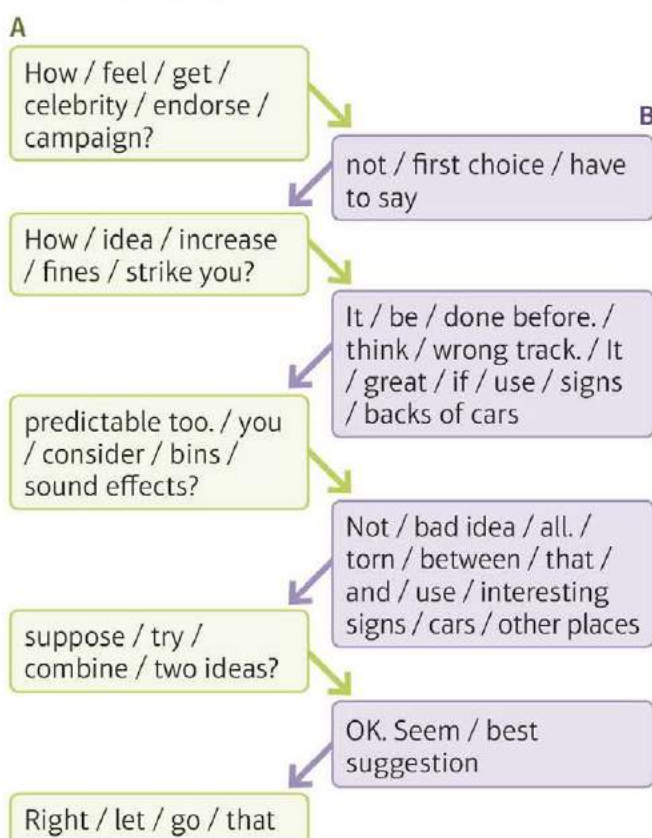 A
How / feel / get /
celebrity / endorse /
campaign?
B
not / first choice / have
to say
How / idea / increase
/ fines / strike you?
It / be / done before. /
think / wrong track. / It
/ great / if / use / signs
/ backs of cars
predictable too. / you
/ consider / bins /
sound effects?
Not / bad idea / all. /
torn / between / that /
and / use / interesting
signs / cars / other places
suppose / try /
combine / two ideas?
OK. Seem / best
suggestion
Right / let / go / that